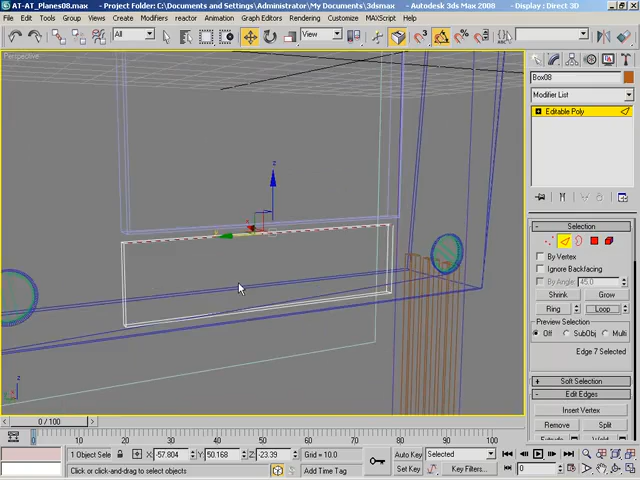 AT-AT_Planes08.max - Project Folder: C:\Documents and Settings\Administrator\My Documents\3dsmax - Autodesk 3ds Max 2008 - Display : Direct 3D
File Edit Tools Group Views Create Modifiers reactor Animation Graph Editors Rendering Customize MAXScript Help
All View
Perspective
Box08
Modifier List
Editable Poly
z
Selection
By Vertex
Ignore Backfacing
By Angle: 45.0
Shrink Grow
Ring Loop
Preview Selection
Off SubObj Multi
Edge 7 Selected
Soft Selection
Edit Edges
Insert Vertex
Remove Split
z
0 / 100
0 10 20 30 40 50 60 70 80 90 100
1 Object Sele X: -57.804 Y: 50.168 Z: -23.39 Grid = 10.0 Auto Key Selected
Click or click-and-drag to select objects Add Time Tag Set Key Key Filters... 0